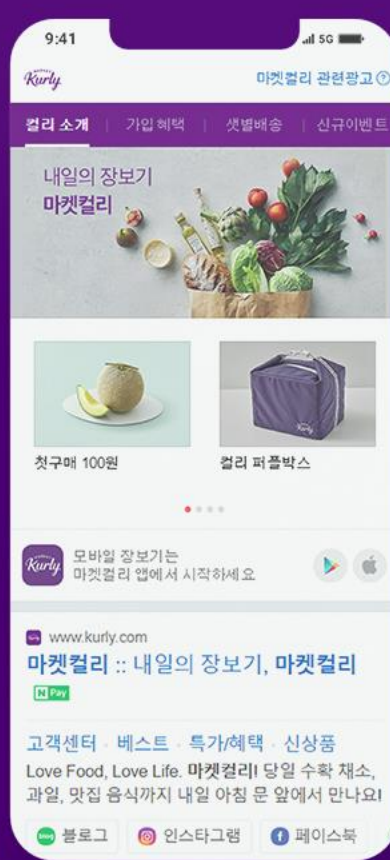 9:41
5G
MARKET
Kurly
마켓컬리 관련광고 ?
컬리 소개 | 가입혜택 | 샛별배송 | 신규이벤트
내일의 장보기
마켓컬리
Kurly
첫구매 100원
컬리 퍼플박스
Kurly
모바일 장보기는
마켓컬리 앱에서 시작하세요
www.kurly.com
마켓컬리 :: 내일의 장보기, 마켓컬리
N Pay
고객센터 · 베스트 · 특가/혜택 · 신상품
Love Food, Love Life. 마켓컬리! 당일 수확 채소,
과일, 맛집 음식까지 내일 아침 문 앞에서 만나요!
blog 블로그
인스타그램
f 페이스북